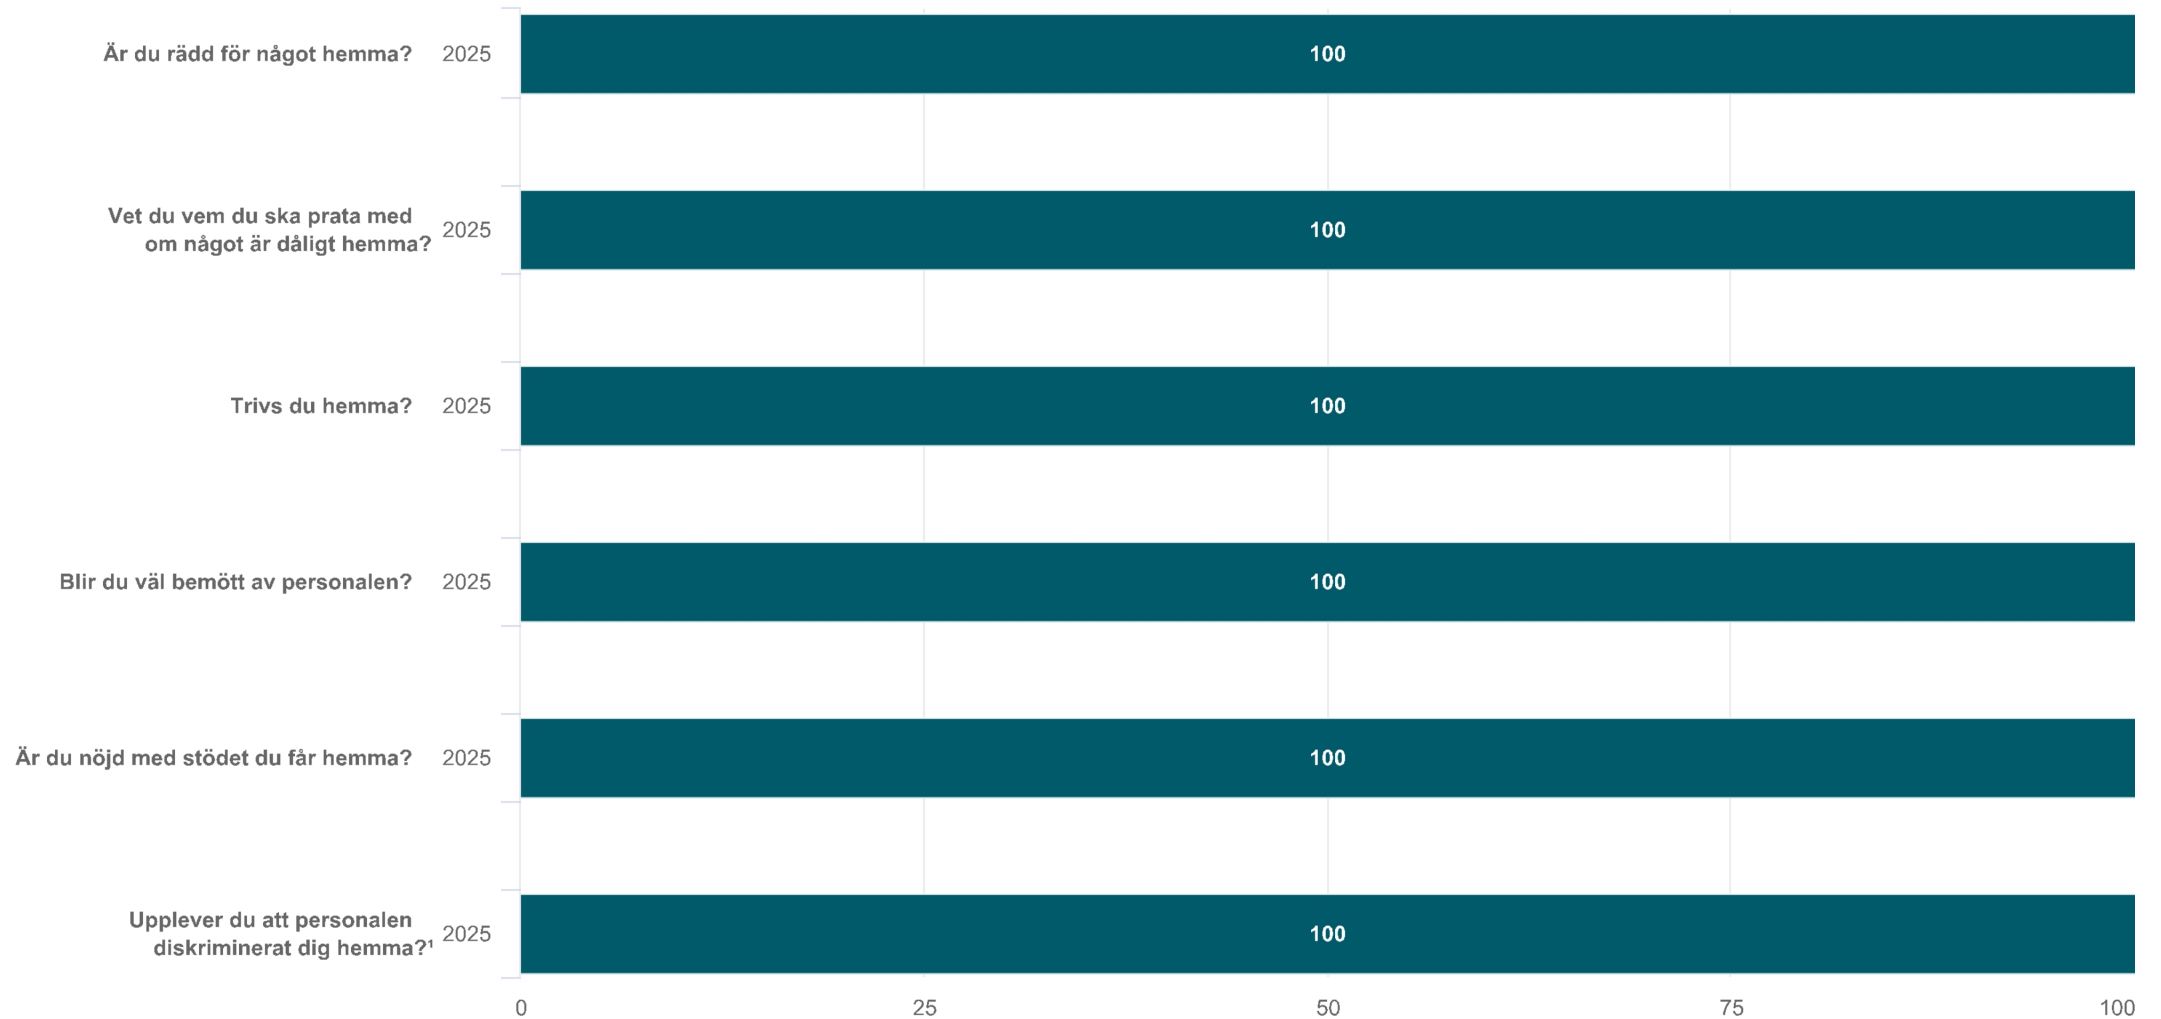 Är du rädd för något hemma? 2025 100
Vet du vem du ska prata med
om något är dåligt hemma? 2025 100
Trivs du hemma? 2025 100
Blir du väl bemött av personalen? 2025 100
Är du nöjd med stödet du får hemma? 2025 100
Upplever du att personalen
diskriminerat dig hemma?¹ 2025 100
0 25 50 75 100